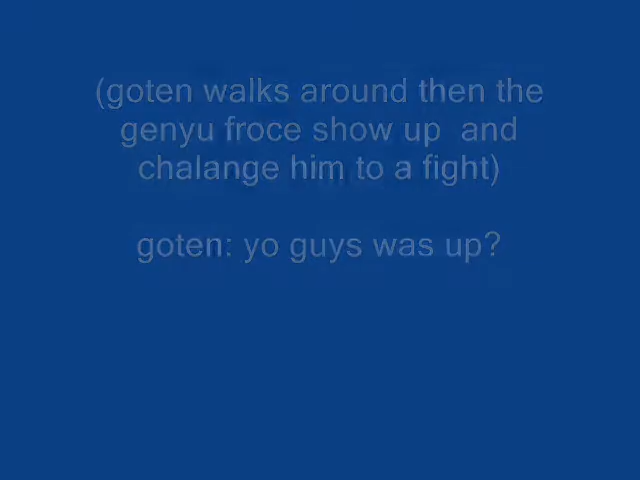 (goten walks around then the
genyu froce show up  and
chalange him to a fight)
goten: yo guys was up?